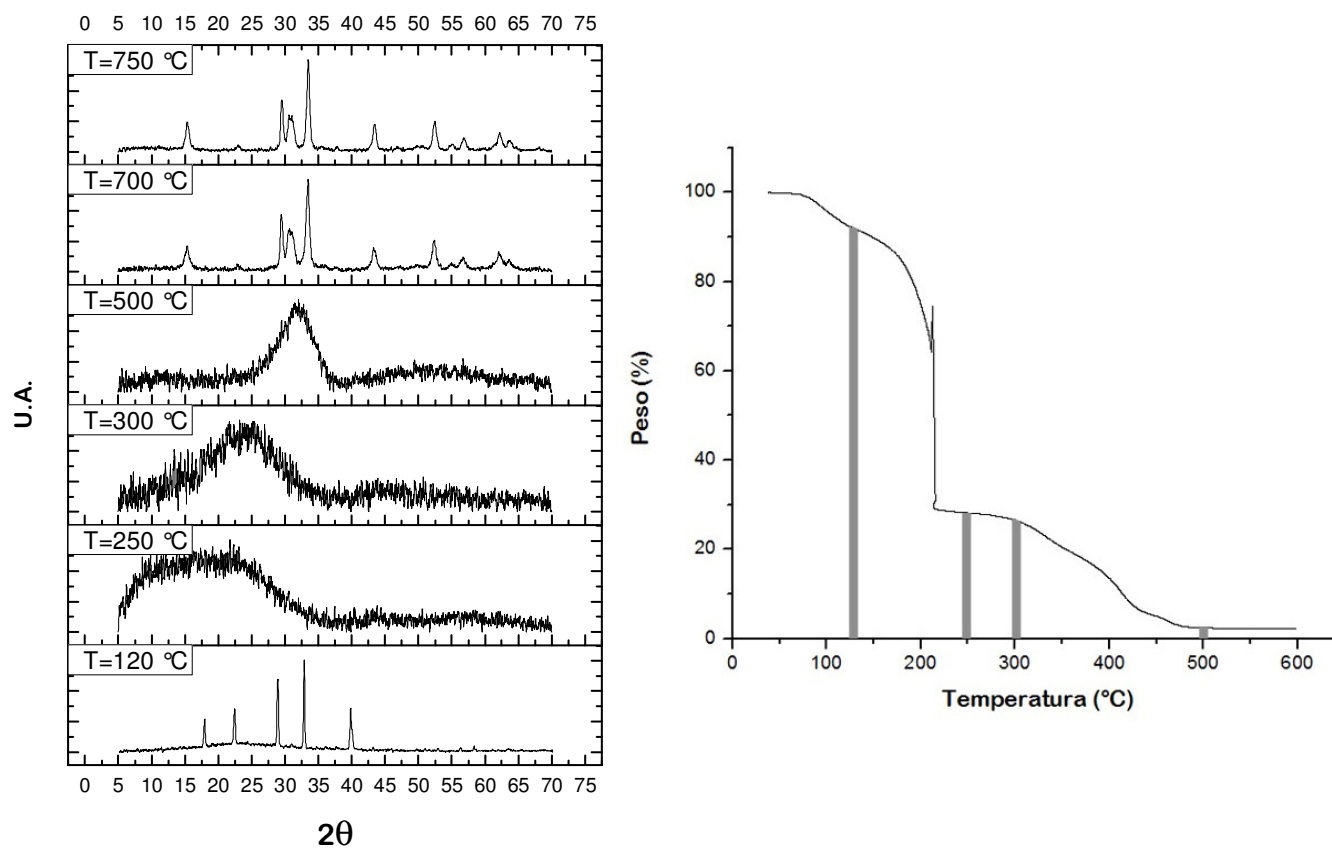 0 5 10 15 20 25 30 35 40 45 50 55 60 65 70 75
T=750 °C
T=700 °C
T=500 °C
T=300 °C
T=250 °C
T=120 °C
U.A.
0 5 10 15 20 25 30 35 40 45 50 55 60 65 70 75
2θ
100
80
60
40
20
0
Peso (%)
0 100 200 300 400 500 600
Temperatura (°C)